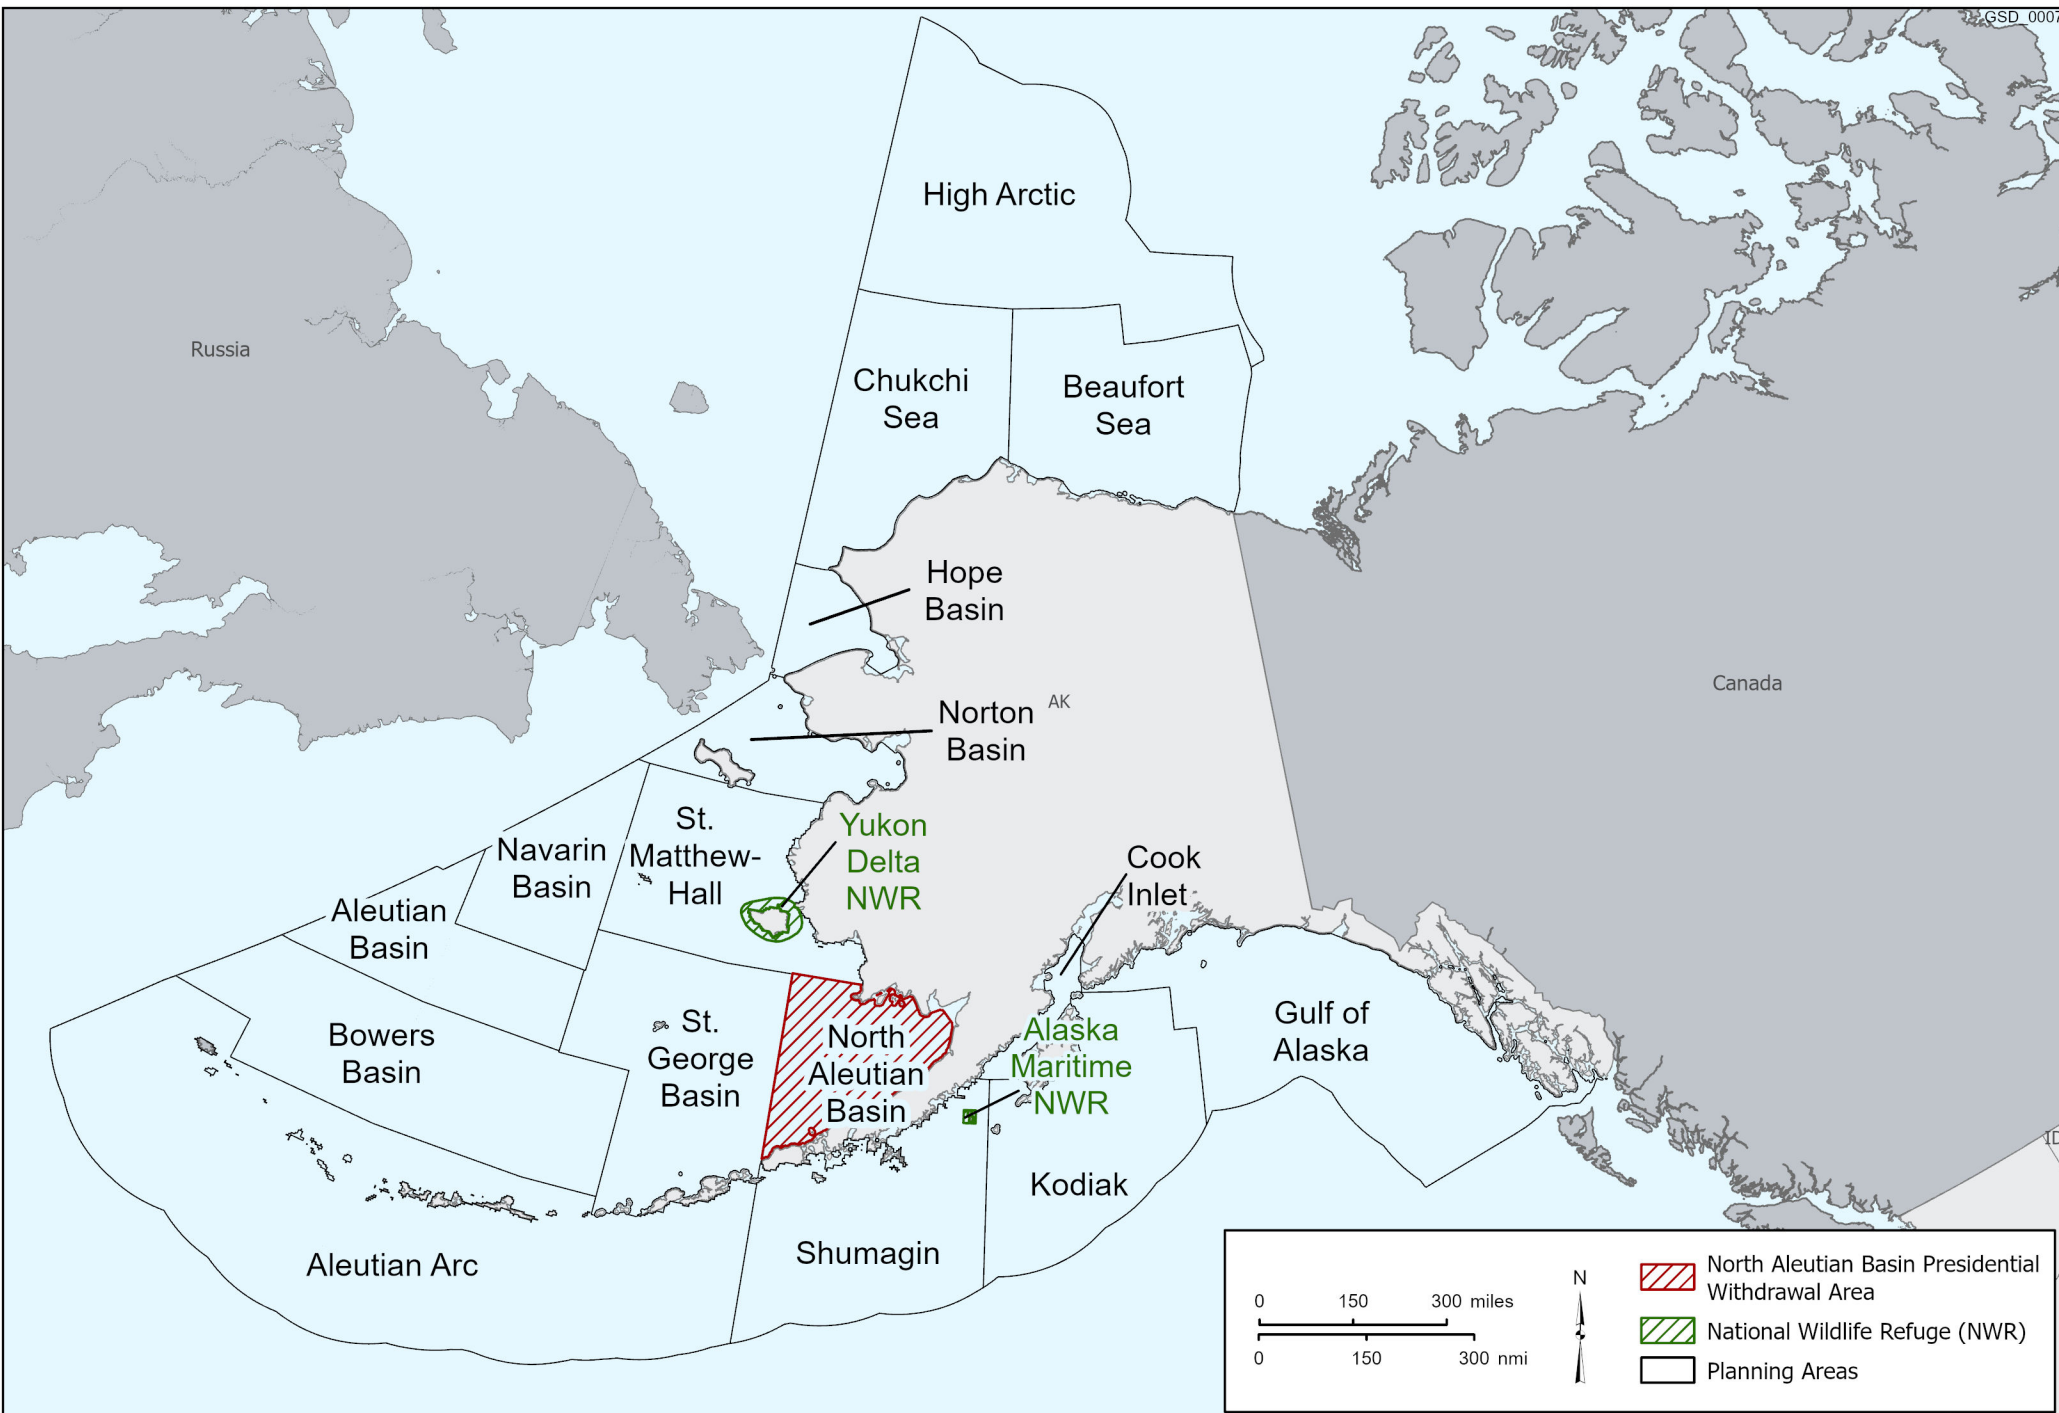 GSD_0007
High Arctic
Russia
Chukchi
Sea
Beaufort
Sea
Hope
Basin
Canada
AK
Norton
Basin
St.
Matthew-
Hall
Yukon
Delta
NWR
Navarin
Basin
Cook
Inlet
Aleutian
Basin
Bowers
Basin
St.
George
Basin
North
Aleutian
Basin
Alaska
Maritime
NWR
Gulf of
Alaska
Kodiak
Shumagin
Aleutian Arc
ID
0 150 300 miles
0 150 300 nmi
N
North Aleutian Basin Presidential
Withdrawal Area
National Wildlife Refuge (NWR)
Planning Areas